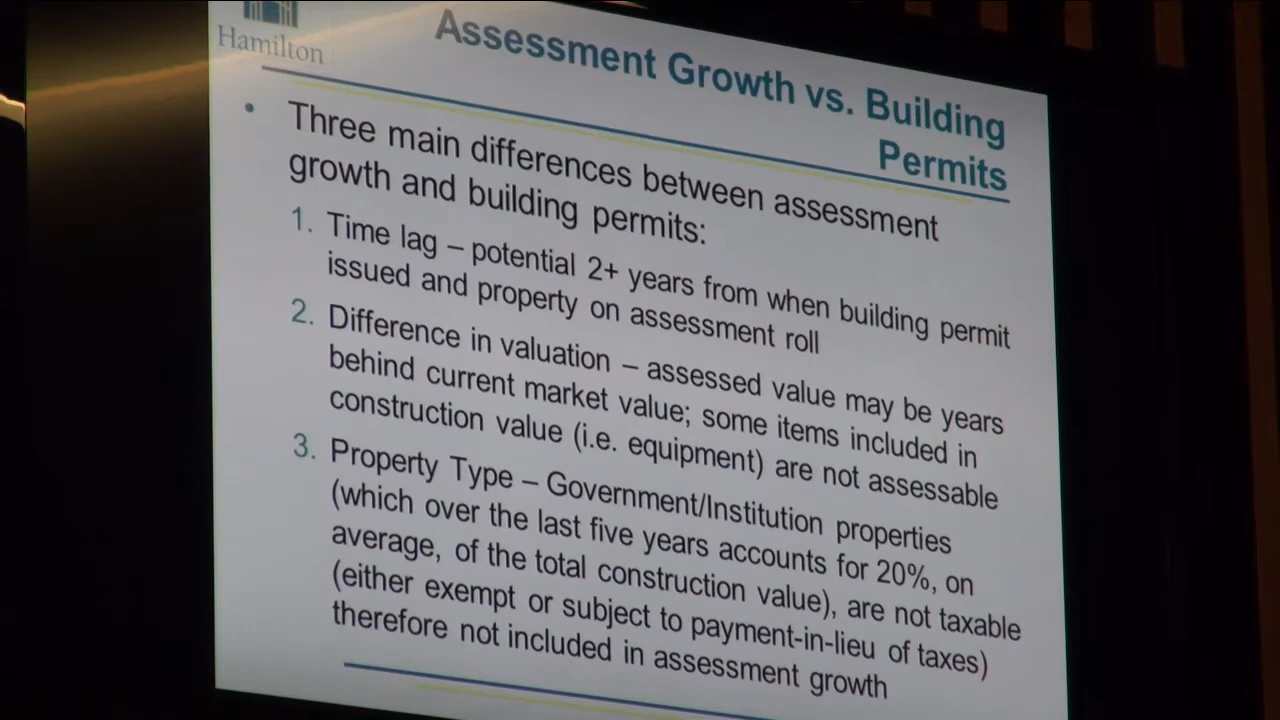 Hamilton
Assessment Growth vs. Building
Permits
• Three main differences between assessment
growth and building permits:
1. Time lag – potential 2+ years from when building permit
issued and property on assessment roll
2. Difference in valuation – assessed value may be years
behind current market value; some items included in
construction value (i.e. equipment) are not assessable
3. Property Type – Government/Institution properties
(which over the last five years accounts for 20%, on
average, of the total construction value), are not taxable
(either exempt or subject to payment-in-lieu of taxes)
therefore not included in assessment growth